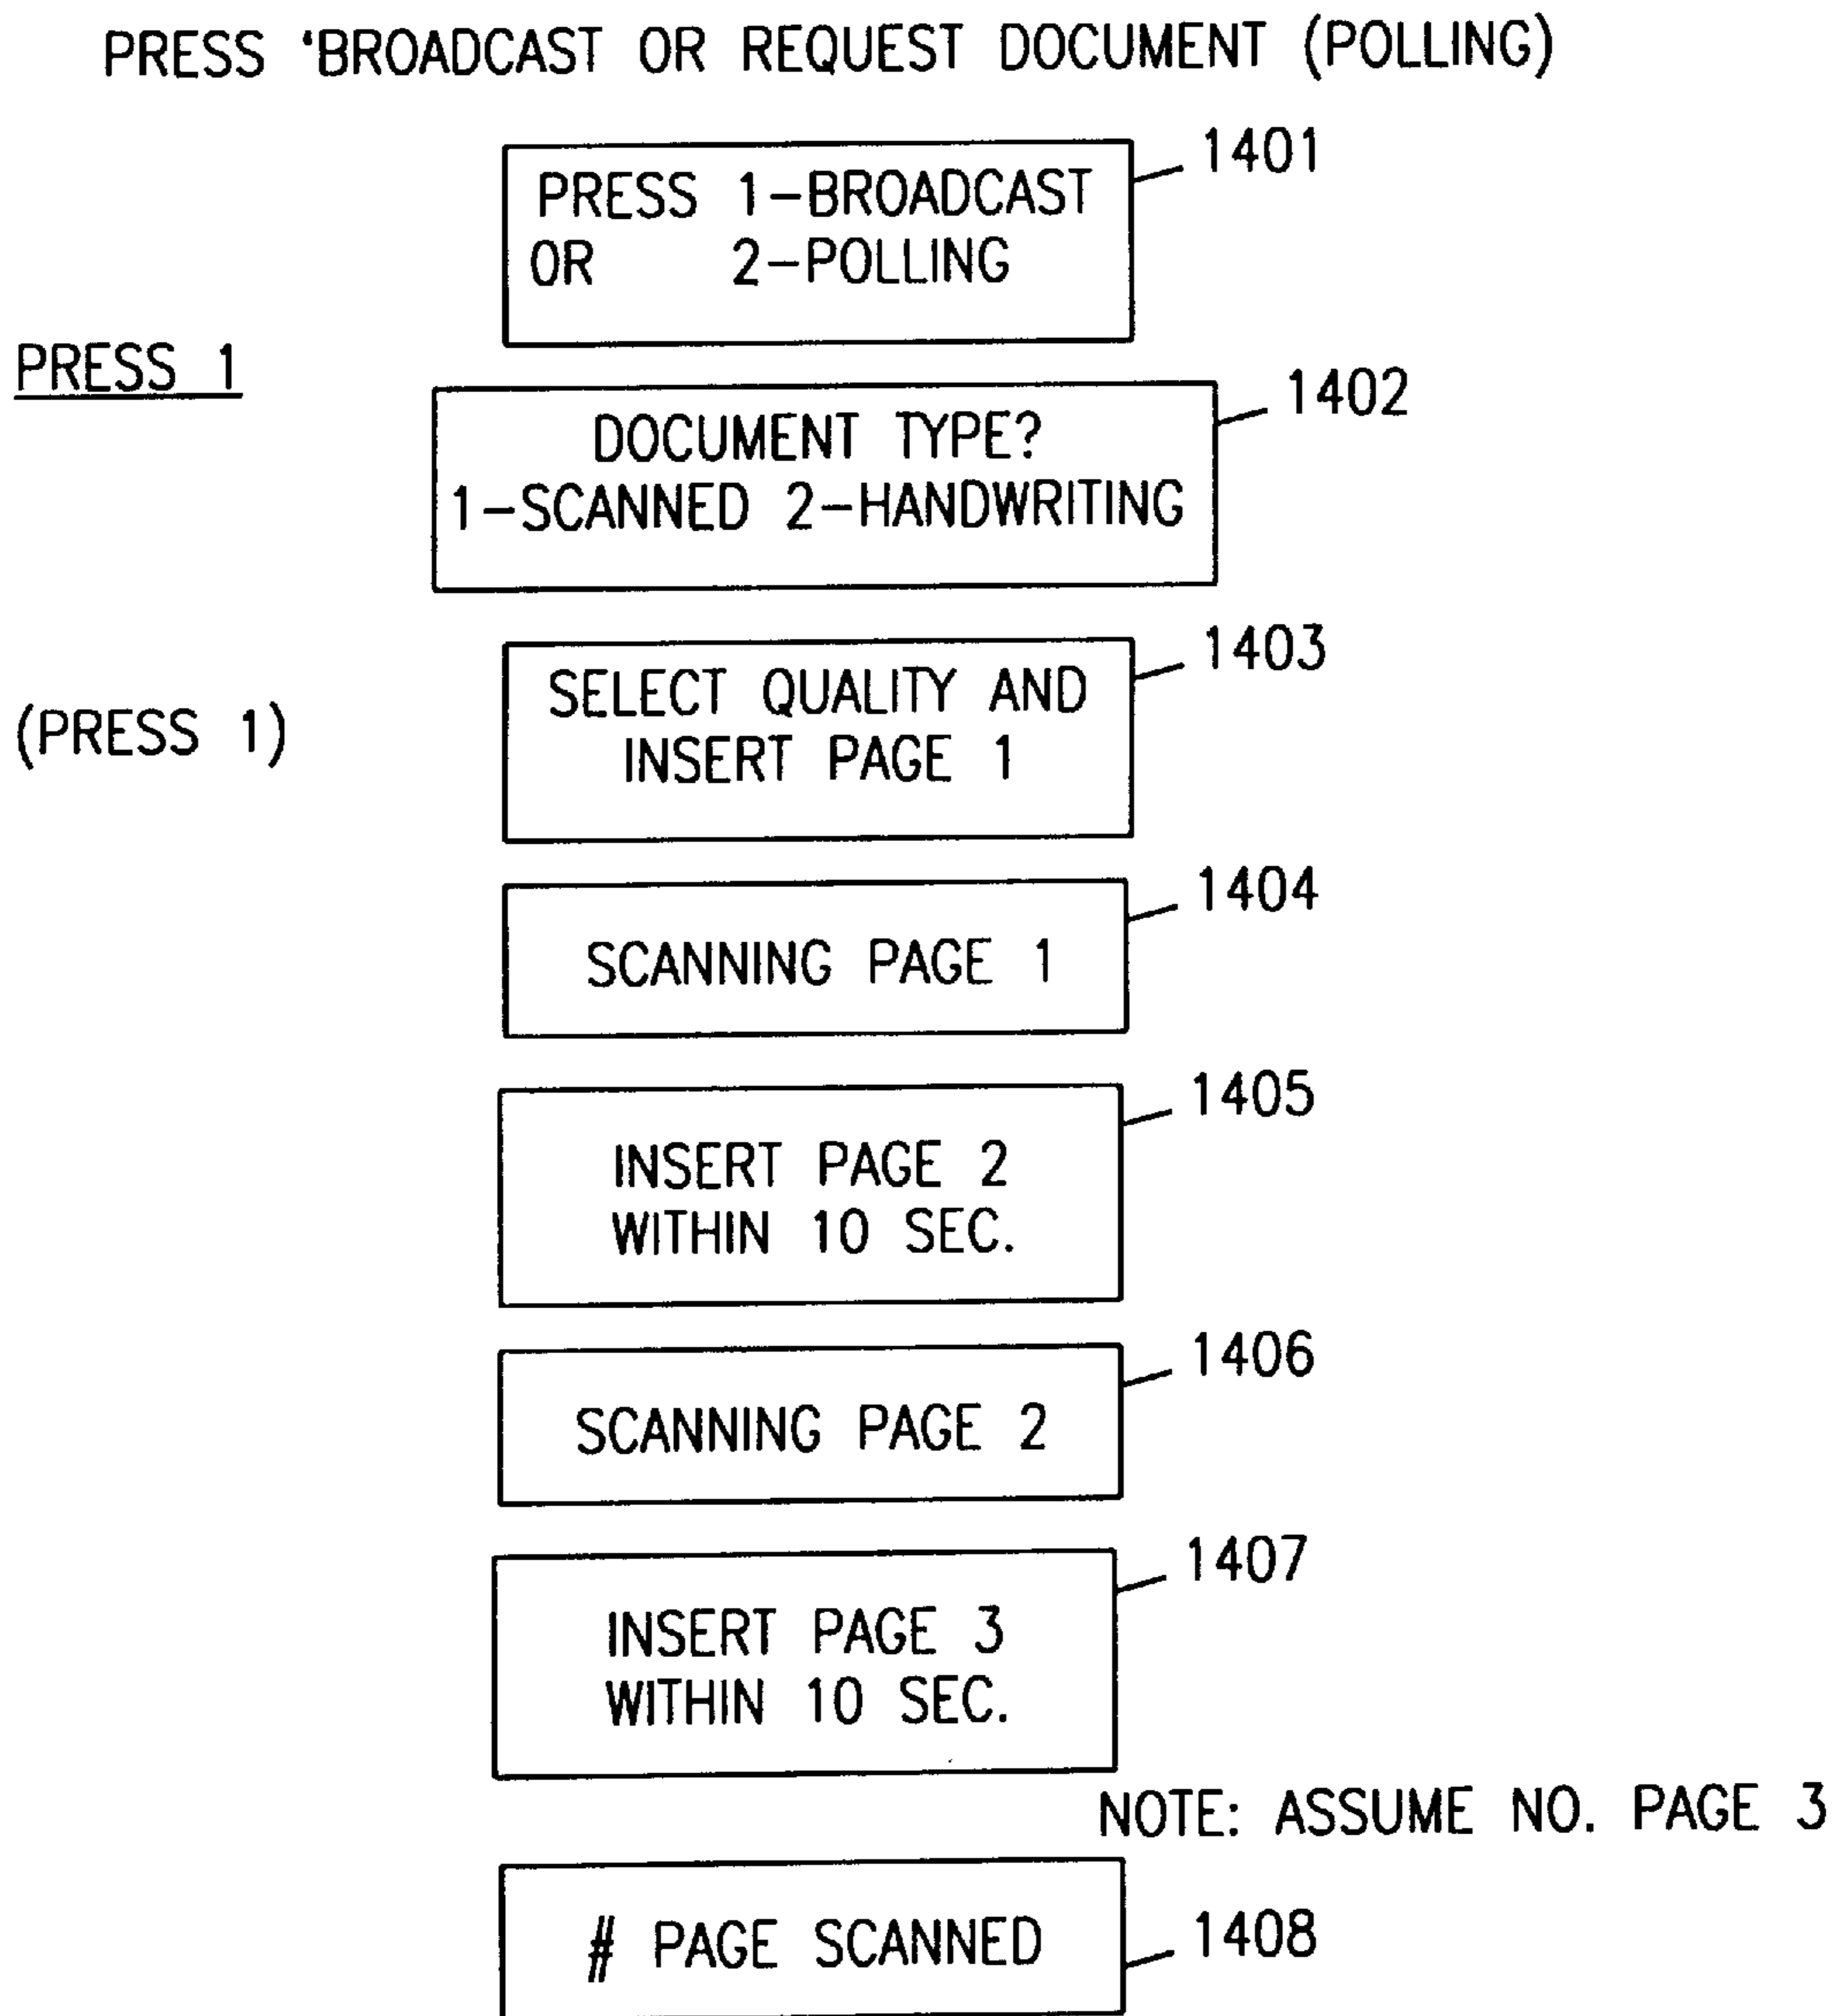 PRESS 'BROADCAST OR REQUEST DOCUMENT (POLLING)
1401
PRESS 1-BROADCAST
OR 2-POLLING
PRESS 1
1402
DOCUMENT TYPE?
1-SCANNED 2-HANDWRITING
1403
SELECT QUALITY AND
INSERT PAGE 1
(PRESS 1)
1404
SCANNING PAGE 1
1405
INSERT PAGE 2
WITHIN 10 SEC.
1406
SCANNING PAGE 2
1407
INSERT PAGE 3
WITHIN 10 SEC.
NOTE: ASSUME NO. PAGE 3
# PAGE SCANNED
1408